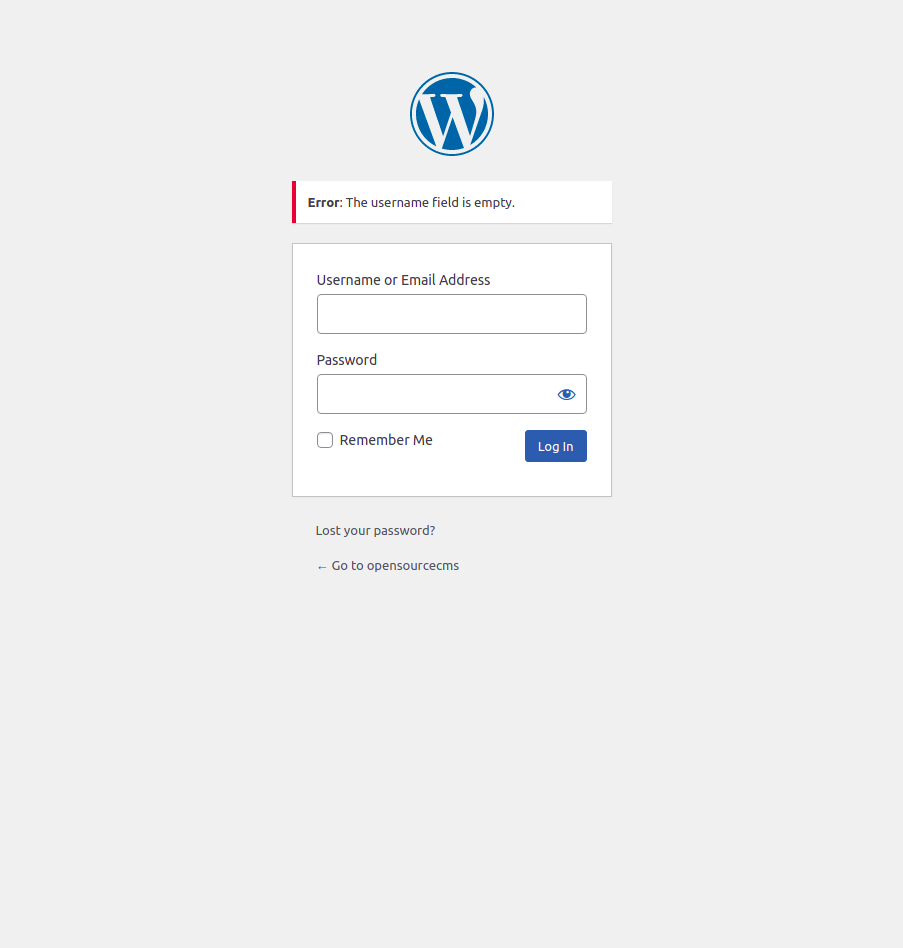 Error: The username field is empty.
Username or Email Address
Password
Remember Me
Log In
Lost your password?
← Go to opensourcecms